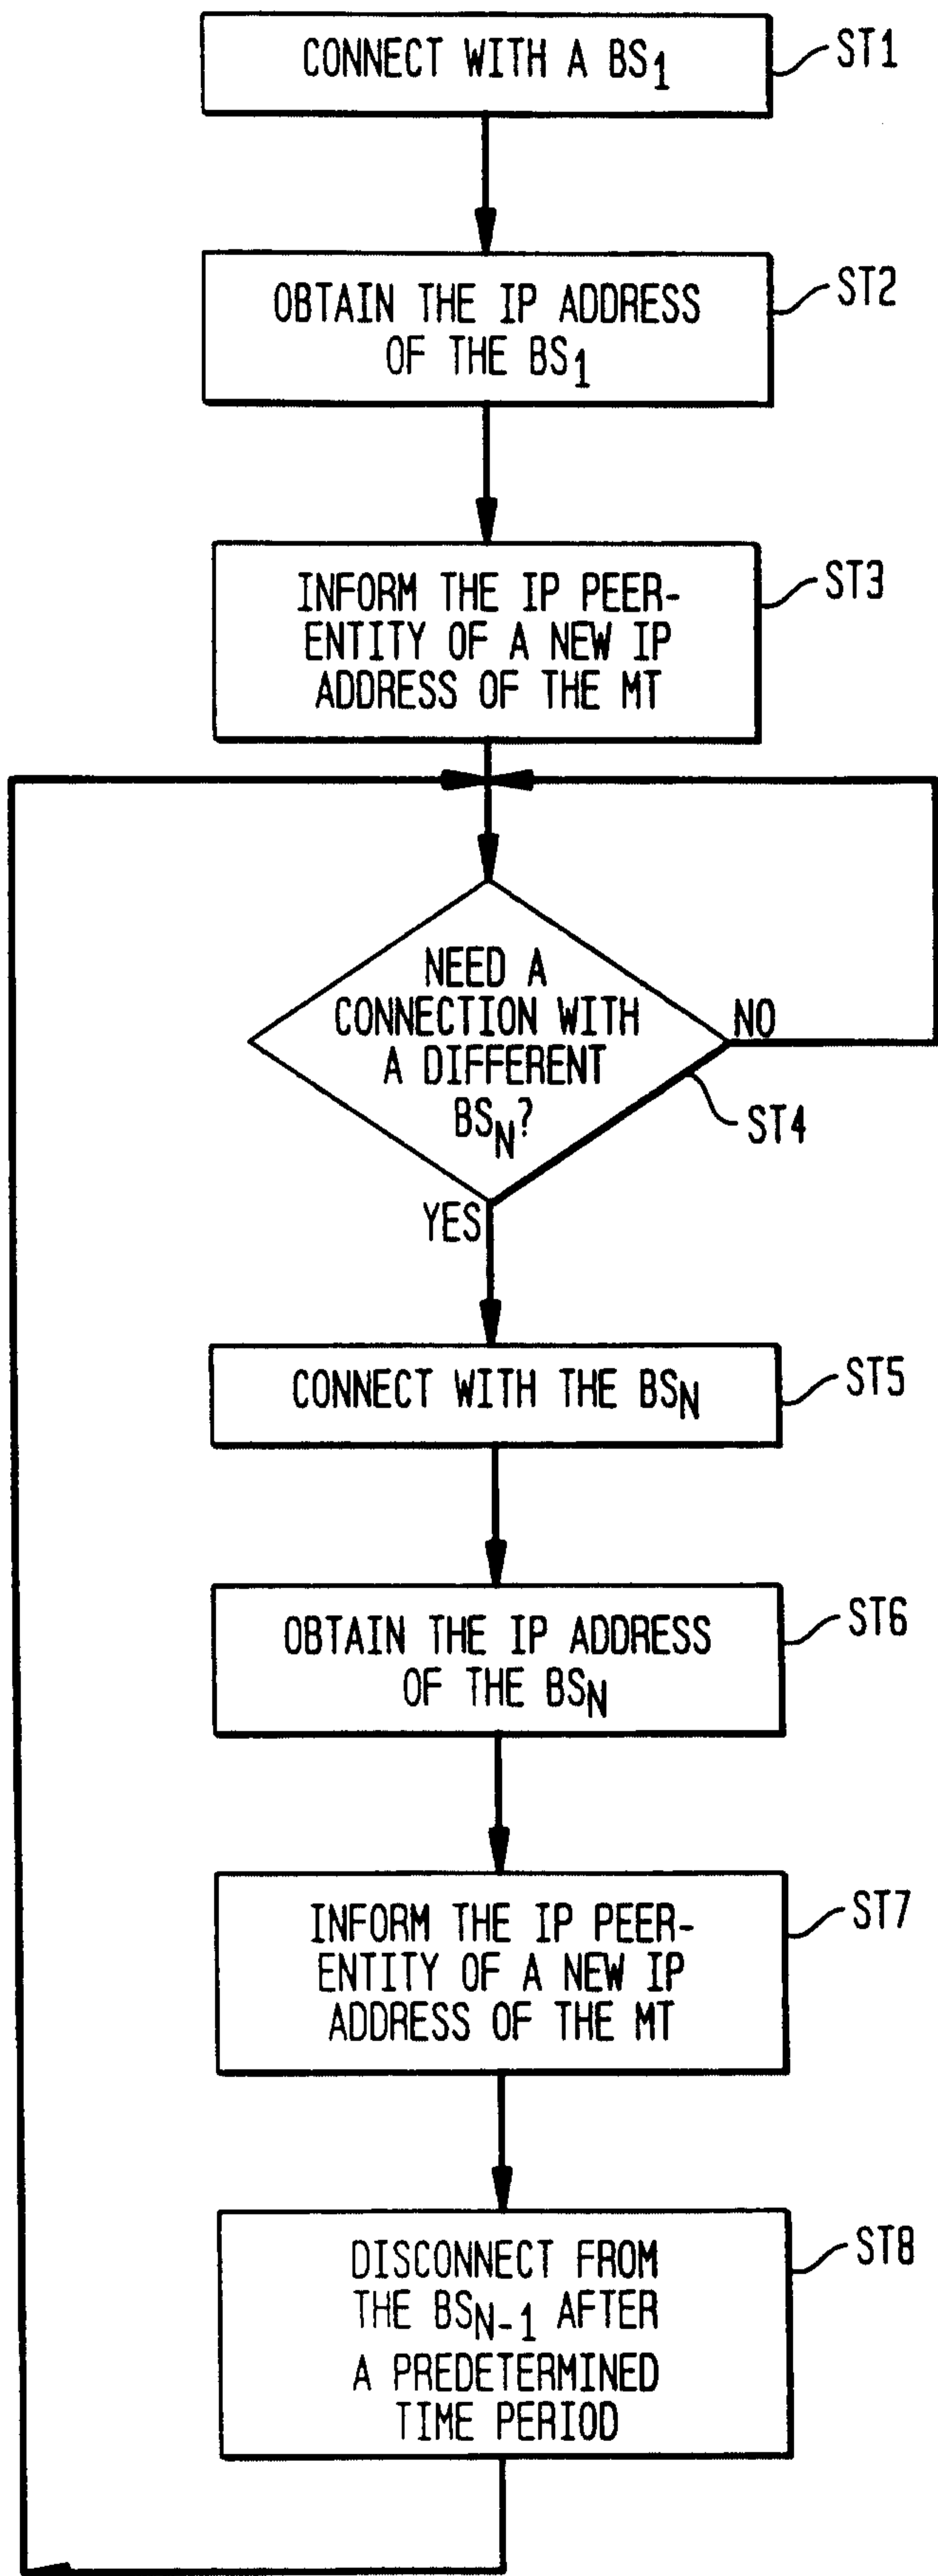 CONNECT WITH A BS1
ST1
OBTAIN THE IP ADDRESS
OF THE BS1
ST2
INFORM THE IP PEER-
ENTITY OF A NEW IP
ADDRESS OF THE MT
ST3
NEED A
CONNECTION WITH
A DIFFERENT
BSN?
NO
ST4
YES
CONNECT WITH THE BSN
ST5
OBTAIN THE IP ADDRESS
OF THE BSN
ST6
INFORM THE IP PEER-
ENTITY OF A NEW IP
ADDRESS OF THE MT
ST7
DISCONNECT FROM
THE BSN-1 AFTER
A PREDETERMINED
TIME PERIOD
ST8